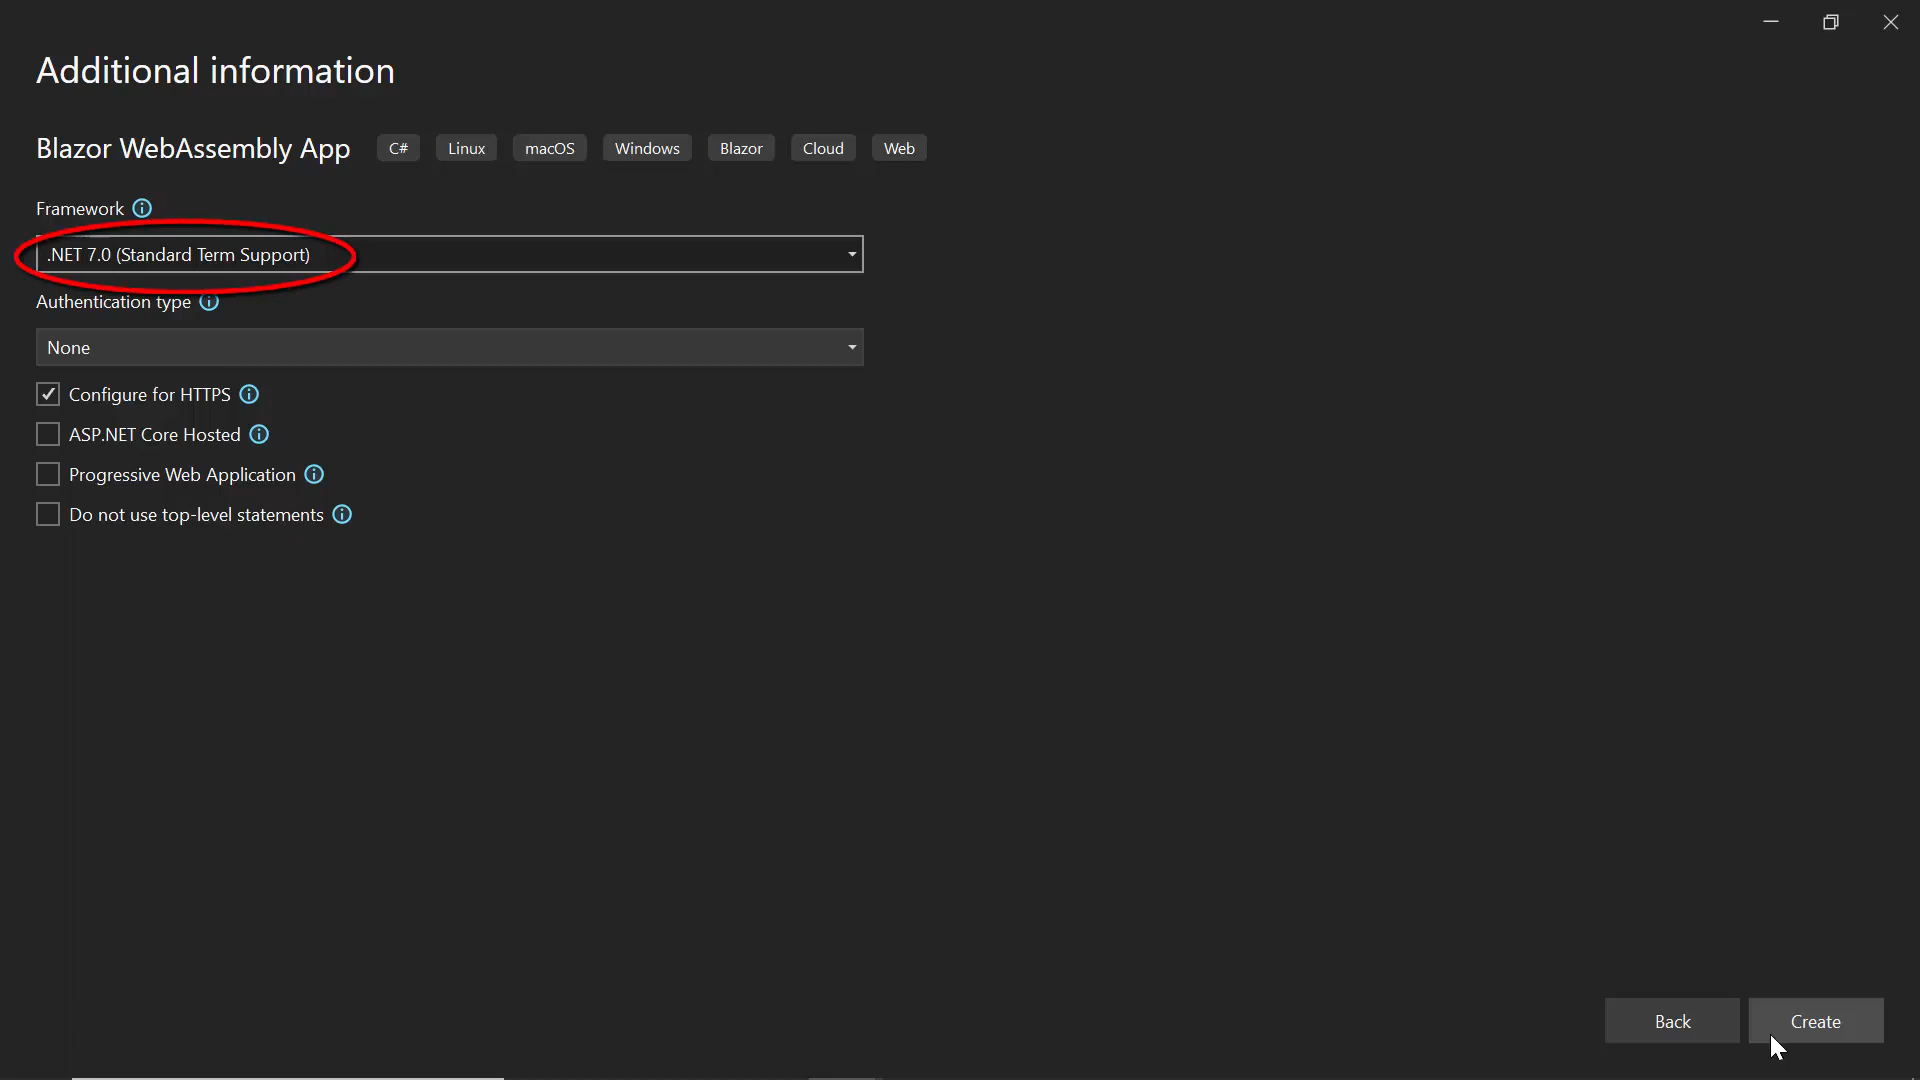 Additional information
Blazor WebAssembly App C# Linux macOS Windows Blazor Cloud Web
Framework
.NET 7.0 (Standard Term Support)
Authentication type
None
Configure for HTTPS
ASP.NET Core Hosted
Progressive Web Application
Do not use top-level statements
Back Create